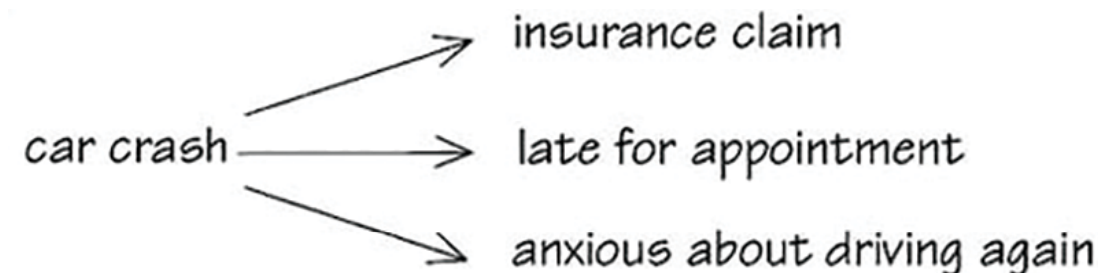 insurance claim
car crash
late for appointment
anxious about driving again